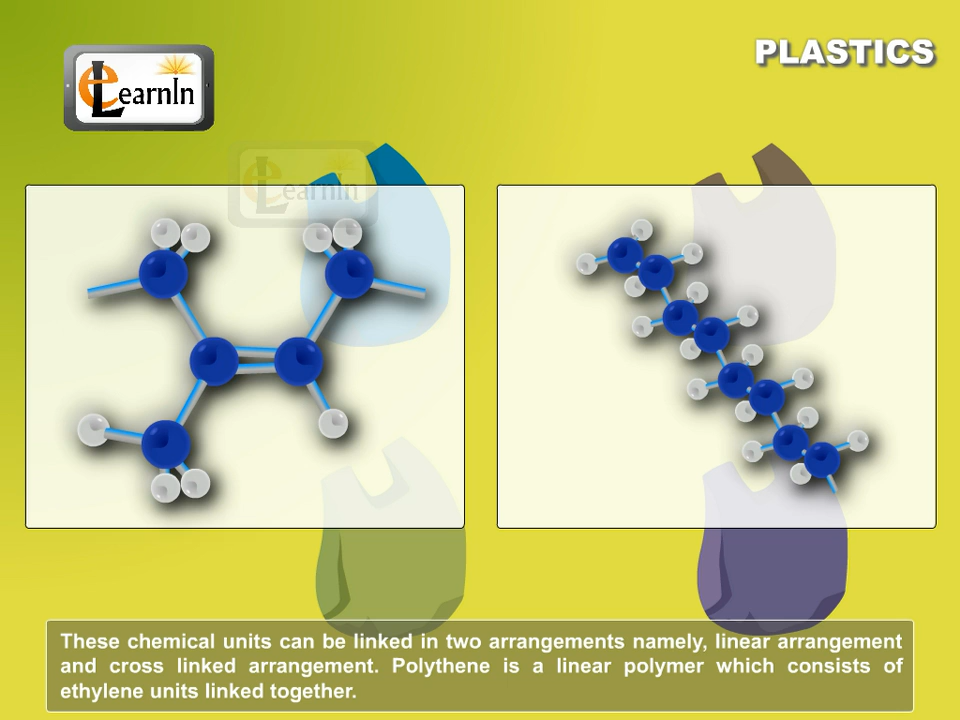 PLASTICS
eLearnIn
eLearnIn
These chemical units can be linked in two arrangements namely, linear arrangement
and cross linked arrangement. Polythene is a linear polymer which consists of
ethylene units linked together.